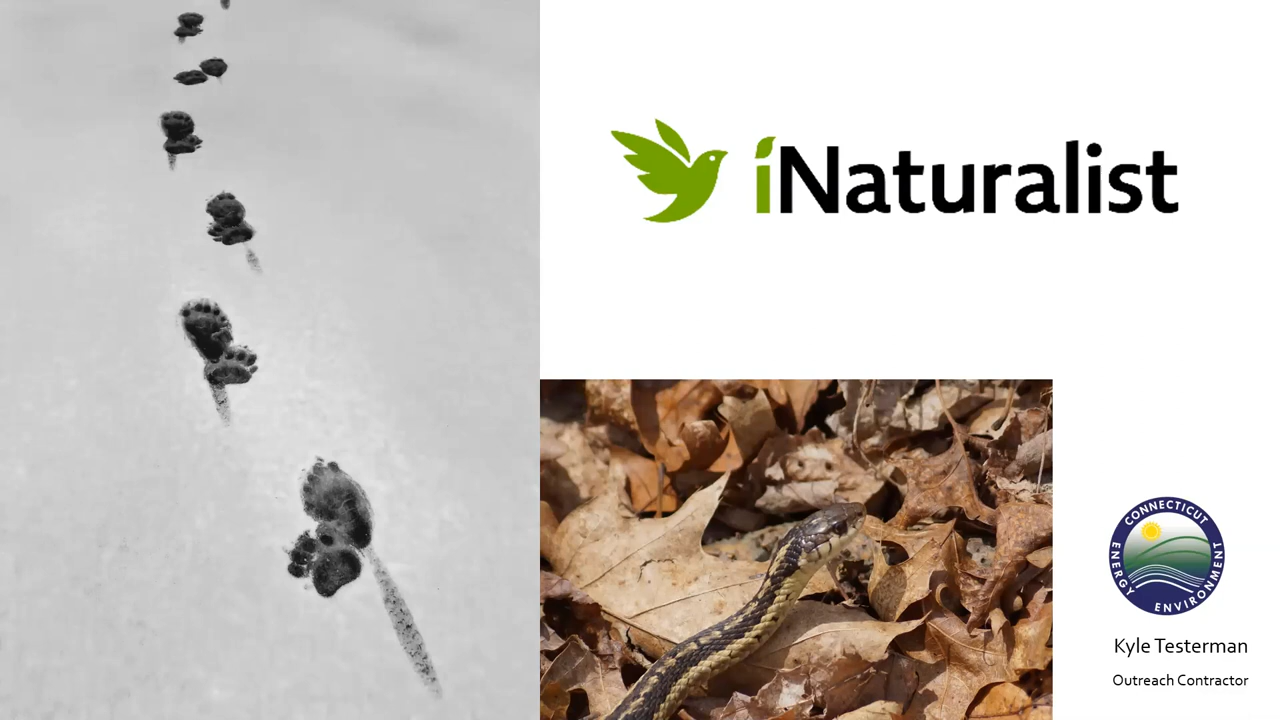 iNaturalist
CONNECTICUT
ENERGY
ENVIRONMENT
Kyle Testerman
Outreach Contractor